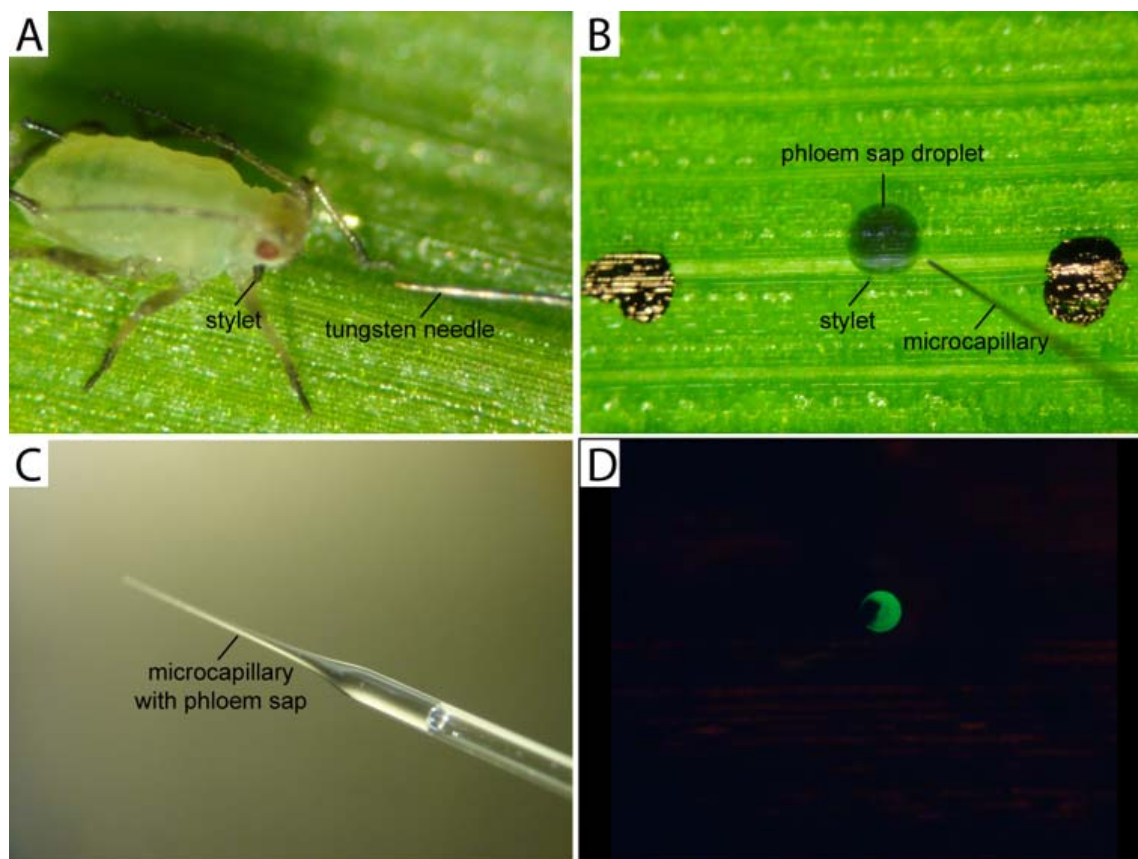 A
stylet
tungsten needle
B
phloem sap droplet
stylet
microcapillary
C
microcapillary
with phloem sap
D